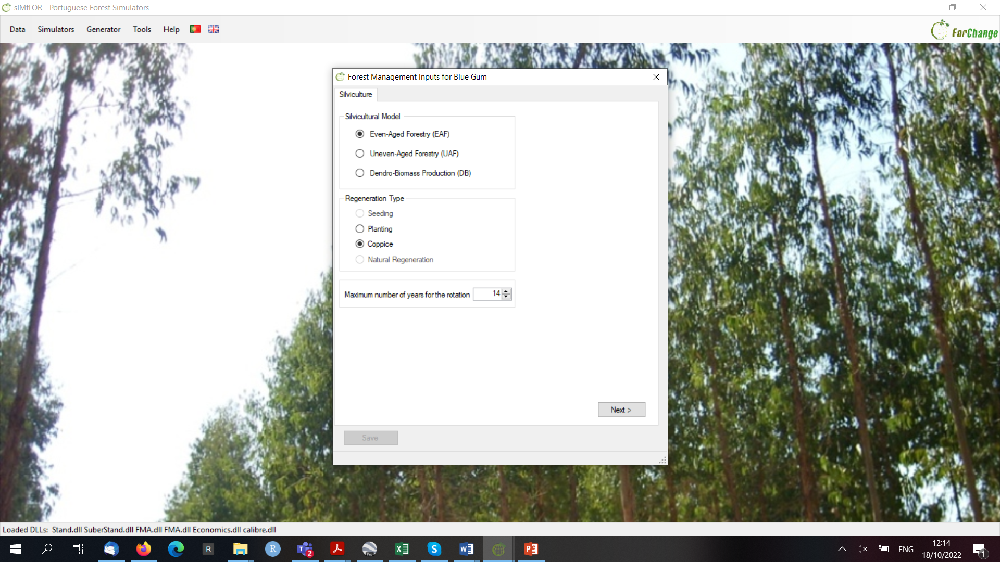 sIMfLOR - Portuguese Forest Simulators
Data Simulators Generator Tools Help
ForChange
Forest Management Inputs for Blue Gum
Silviculture
Silvicultural Model
Even-Aged Forestry (EAF)
Uneven-Aged Forestry (UAF)
Dendro-Biomass Production (DB)
Regeneration Type
Seeding
Planting
Coppice
Natural Regeneration
Maximum number of years for the rotation 14
Next >
Save
Loaded DLLs: Stand.dll SuberStand.dll FMA.dll FMA.dll Economics.dll calibre.dll
R
R
T
2
Pro
X
S
W
P
ENG
12:14
18/10/2022
1